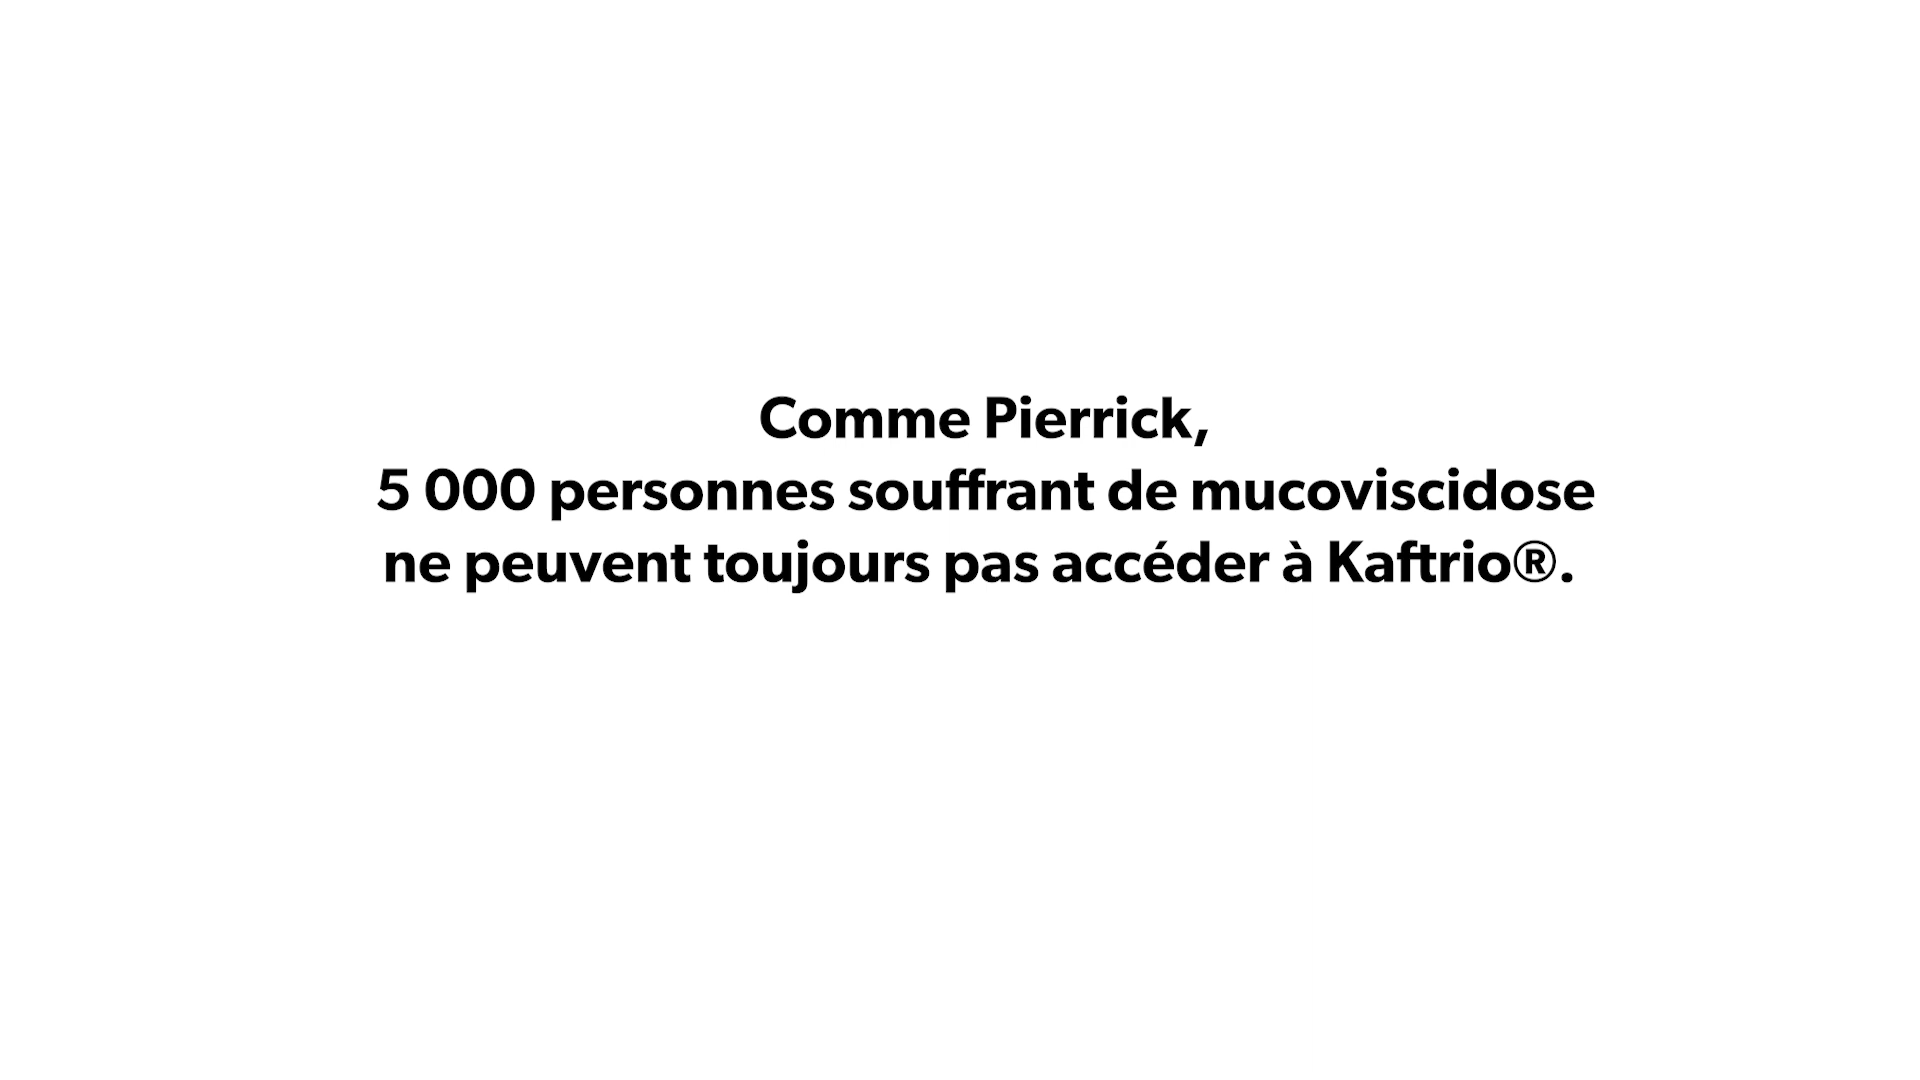 Comme Pierrick,
5 000 personnes souffrant de mucoviscidose
ne peuvent toujours pas accéder à Kaftrio®.